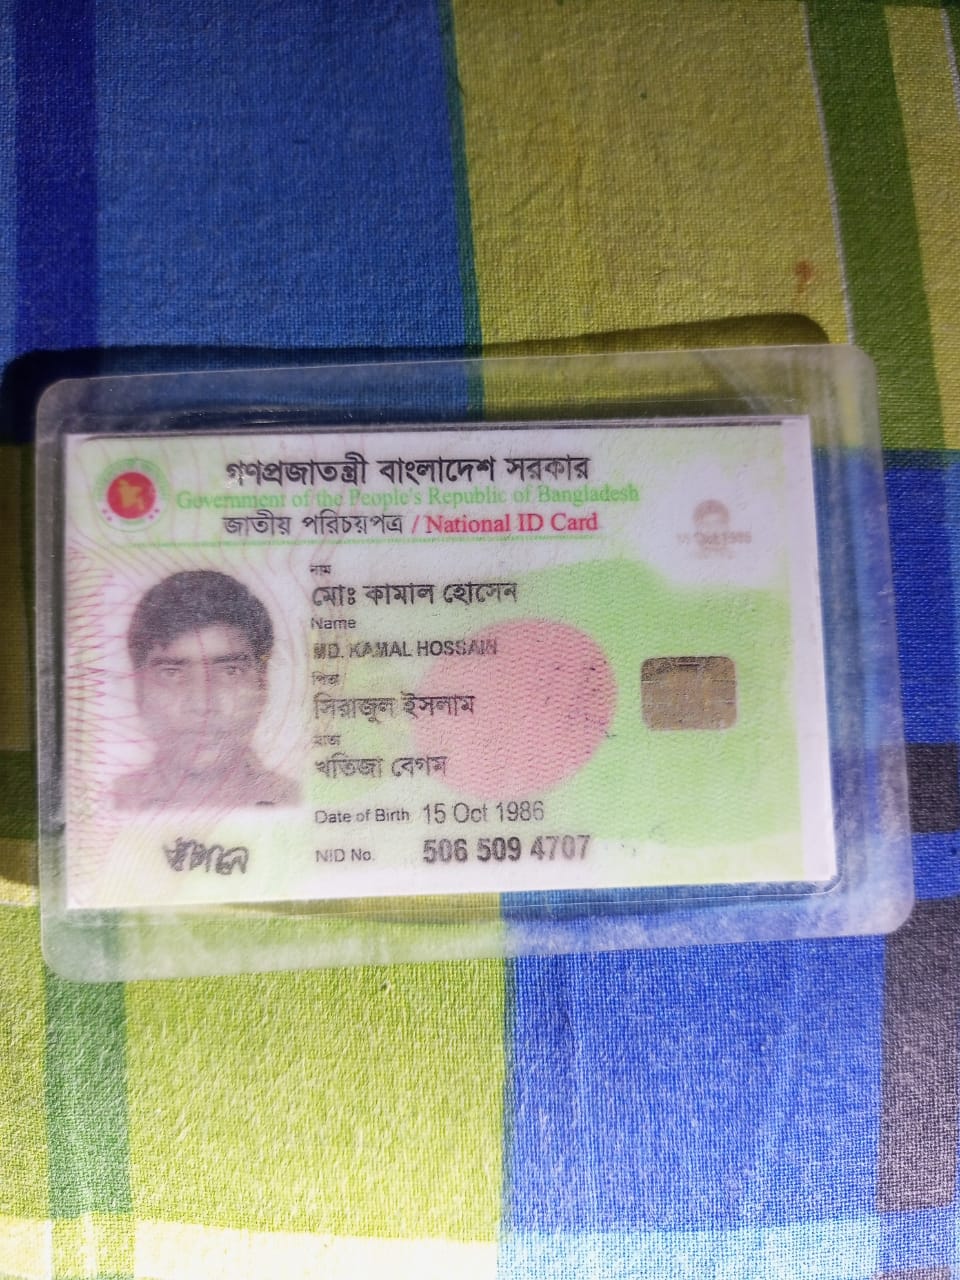 গণপ্রজাতন্ত্রী বাংলাদেশ সরকার
Government of the People's Republic of Bangladesh
জাতীয় পরিচয়পত্র / National ID Card
নাম
মোঃ কামাল হোসেন
Name
MD. KAMAL HOSSAIN
পিতা
সিরাজুল ইসলাম
মাতা
খতিজা বেগম
Date of Birth 15 Oct 1986
NID No. 506 509 4707